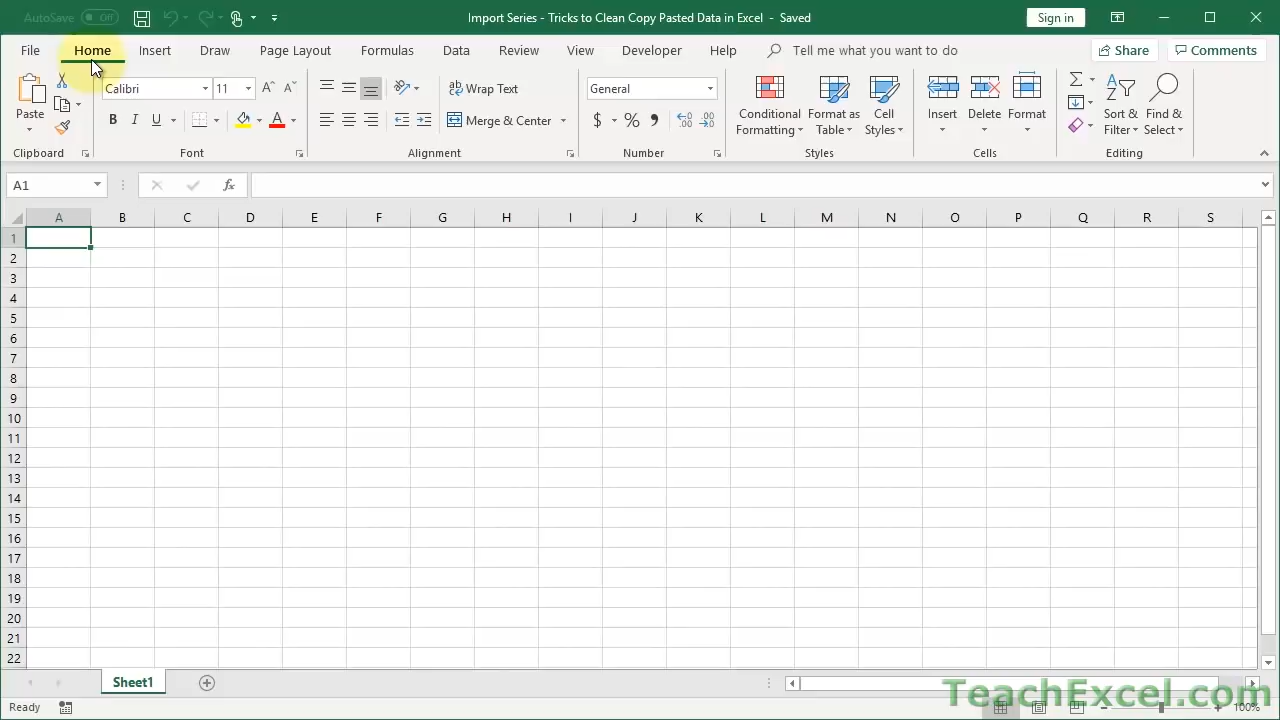 AutoSave Off
Import Series - Tricks to Clean Copy Pasted Data in Excel - Saved
Sign in
File Home Insert Draw Page Layout Formulas Data Review View Developer Help Tell me what you want to do Share Comments
Paste
Calibri 11
B I U
ab Wrap Text
Merge & Center
General
$ % ,
Conditional Formatting
Format as Table
Cell Styles
Insert Delete Format
Sort & Filter
Find & Select
Clipboard Font Alignment Number Styles Cells Editing
A1 fx
A B C D E F G H I J K L M N O P Q R S
1
2
3
4
5
6
7
8
9
10
11
12
13
14
15
16
17
18
19
20
21
22
Sheet1
TeachExcel.com
Ready 100%